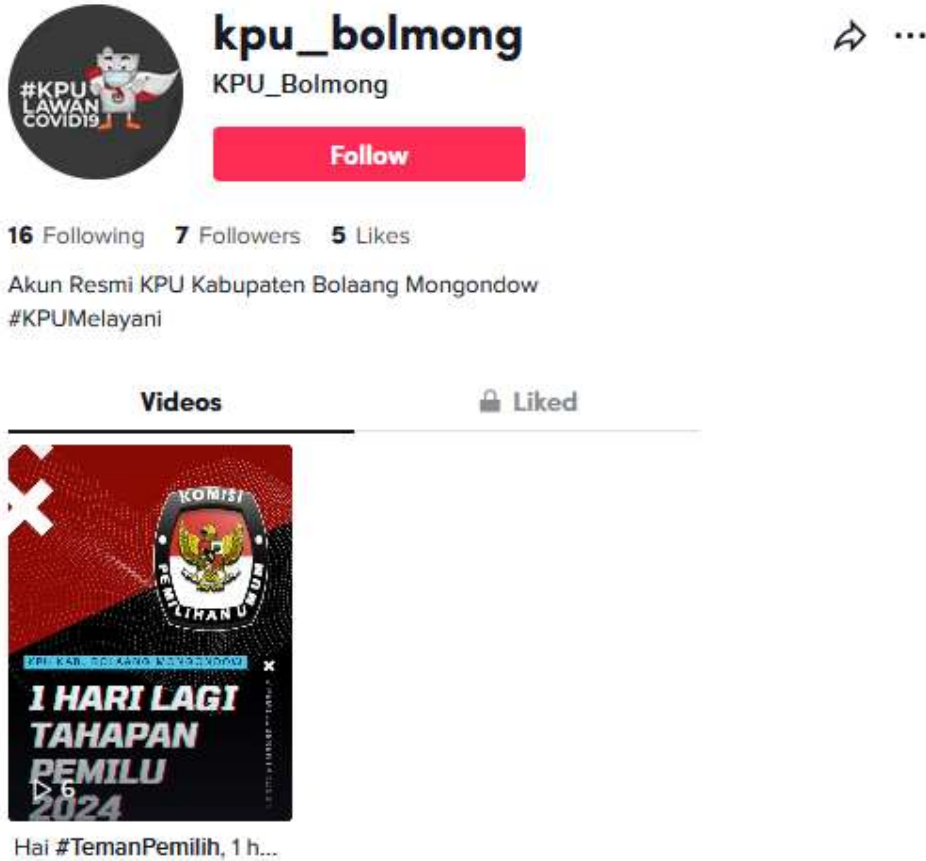 kpu_bolmong
KPU_Bolmong
#KPU
LAWAN
COVID19
Follow
16 Following 7 Followers 5 Likes
Akun Resmi KPU Kabupaten Bolaang Mongondow
#KPUMelayani
Videos Liked
KOMISI
PEMILIHAN UMUM
KPU KAB. BOLAANG MONGONDOW
1 HARI LAGI
TAHAPAN
PEMILU
6
2024
Hai #TemanPemilih, 1 h...